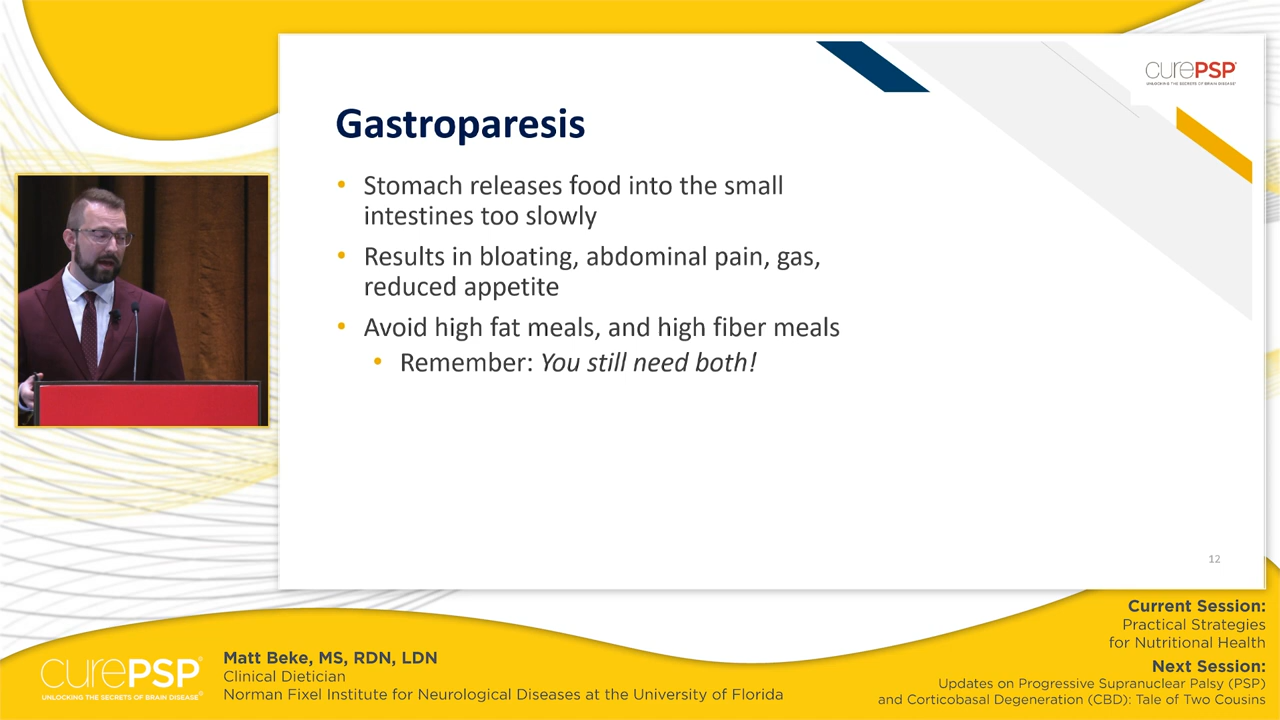 curePSP
UNLOCKING THE SECRETS OF BRAIN DISEASE
Gastroparesis
• Stomach releases food into the small
intestines too slowly
• Results in bloating, abdominal pain, gas,
reduced appetite
• Avoid high fat meals, and high fiber meals
• Remember: You still need both!
12
curePSP®
UNLOCKING THE SECRETS OF BRAIN DISEASE®
Matt Beke, MS, RDN, LDN
Clinical Dietician
Norman Fixel Institute for Neurological Diseases at the University of Florida
Current Session:
Practical Strategies
for Nutritional Health
Next Session:
Updates on Progressive Supranuclear Palsy (PSP)
and Corticobasal Degeneration (CBD): Tale of Two Cousins